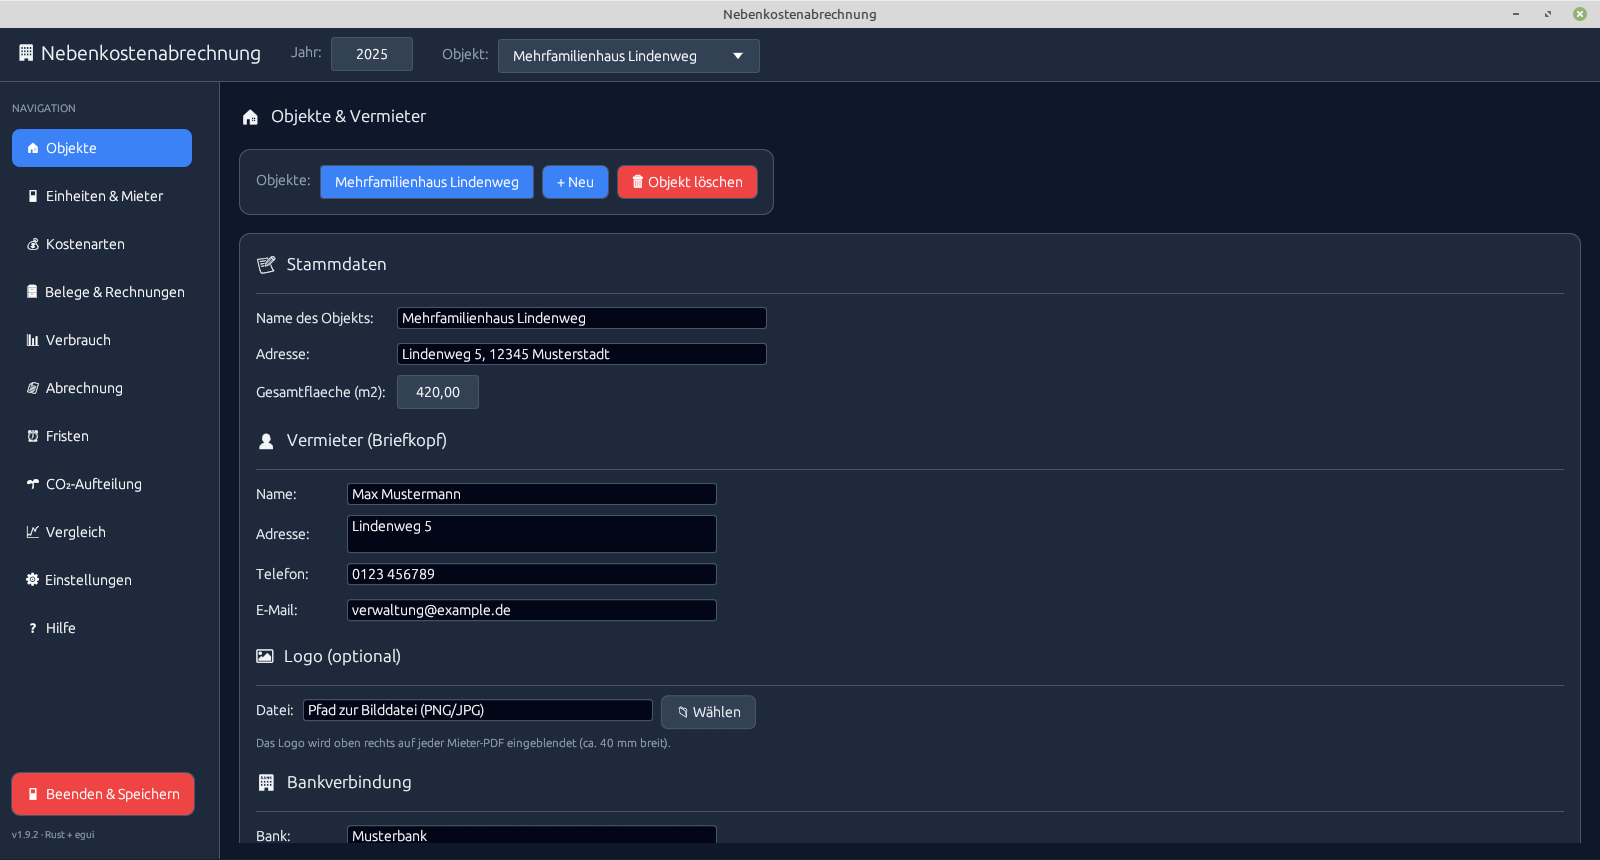 Nebenkostenabrechnung
Nebenkostenabrechnung Jahr: 2025 Objekt: Mehrfamilienhaus Lindenweg
NAVIGATION
Objekte
Einheiten & Mieter
Kostenarten
Belege & Rechnungen
Verbrauch
Abrechnung
Fristen
CO₂-Aufteilung
Vergleich
Einstellungen
? Hilfe
Beenden & Speichern
v1.9.2 · Rust + egui
Objekte & Vermieter
Objekte: Mehrfamilienhaus Lindenweg + Neu Objekt löschen
Stammdaten
Name des Objekts: Mehrfamilienhaus Lindenweg
Adresse: Lindenweg 5, 12345 Musterstadt
Gesamtflaeche (m2): 420,00
Vermieter (Briefkopf)
Name: Max Mustermann
Adresse: Lindenweg 5
Telefon: 0123 456789
E-Mail: verwaltung@example.de
Logo (optional)
Datei: Pfad zur Bilddatei (PNG/JPG) Wählen
Das Logo wird oben rechts auf jeder Mieter-PDF eingeblendet (ca. 40 mm breit).
Bankverbindung
Bank: Musterbank